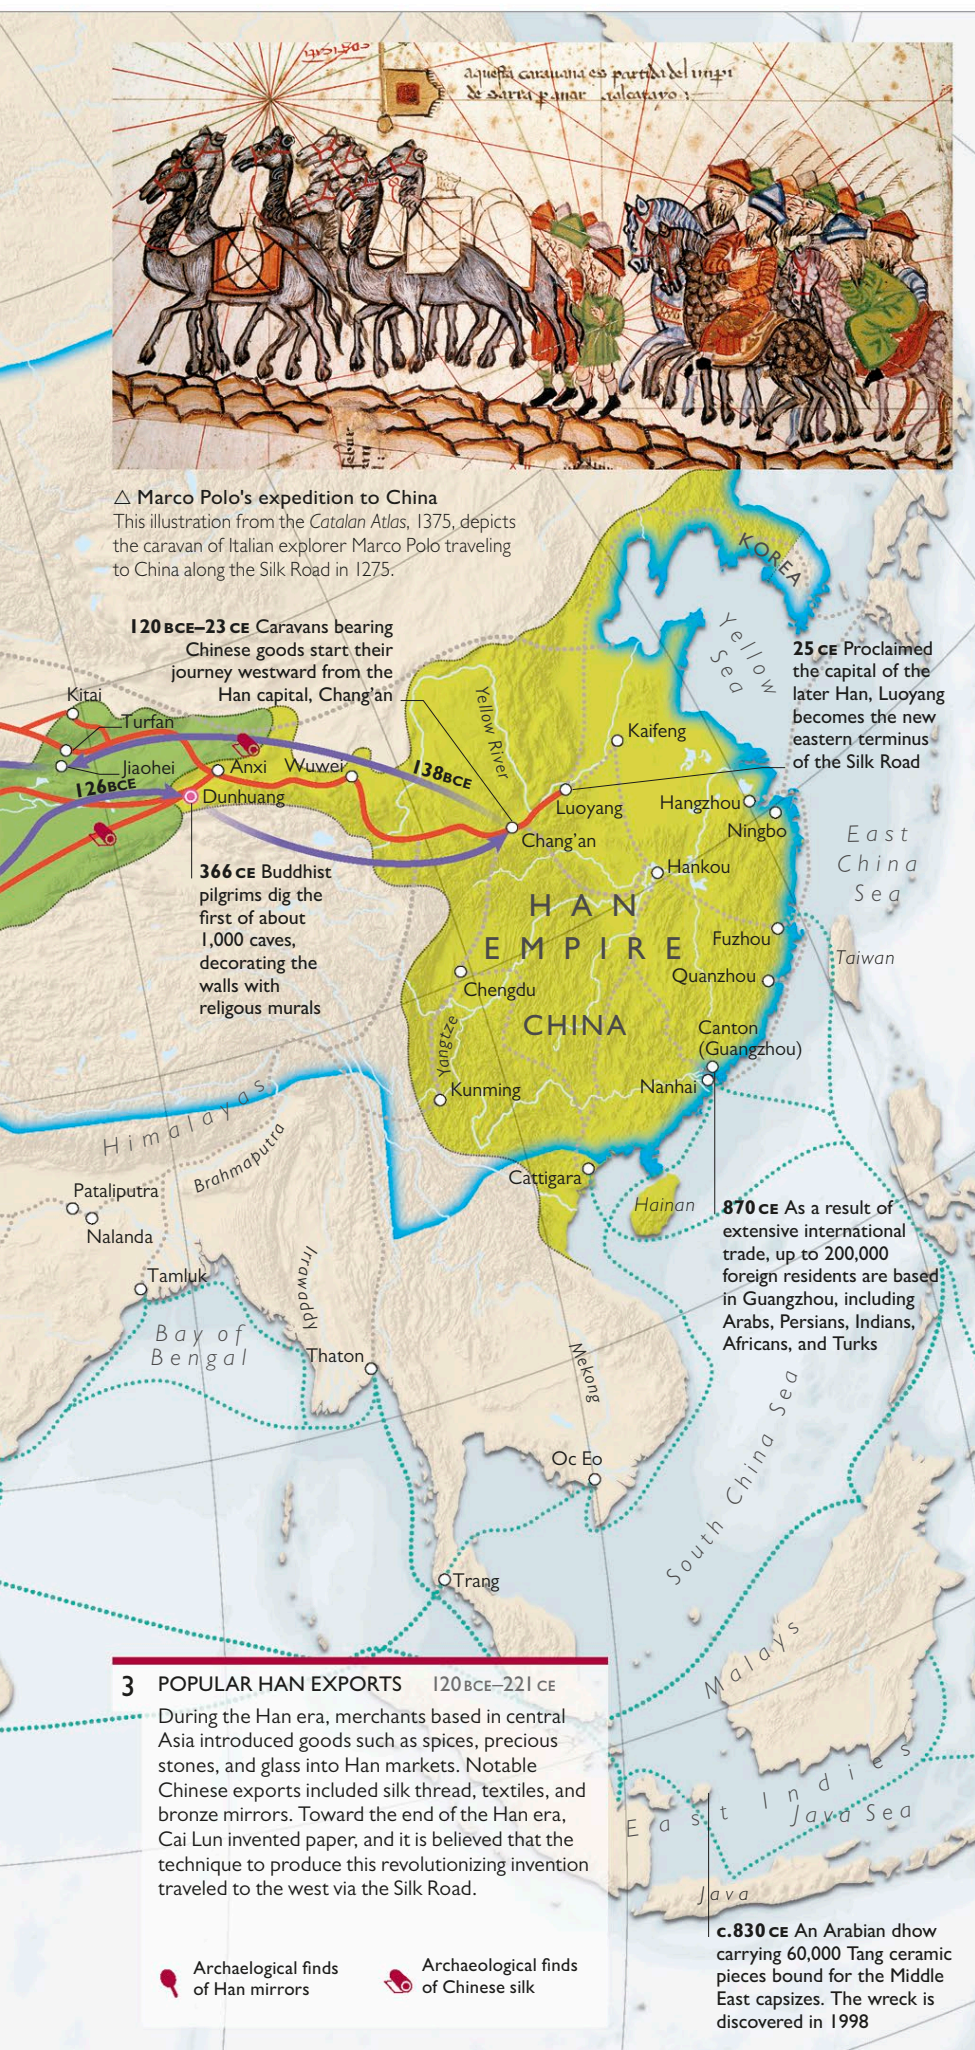 aquesta carauana es partida del imperi
de sarra p anar alcatayo :
△ Marco Polo's expedition to China
This illustration from the Catalan Atlas, 1375, depicts
the caravan of Italian explorer Marco Polo traveling
to China along the Silk Road in 1275.
KOREA
120 BCE–23 CE Caravans bearing
Chinese goods start their
journey westward from the
Han capital, Chang'an
Yellow
Sea
25 CE Proclaimed
the capital of the
later Han, Luoyang
becomes the new
eastern terminus
of the Silk Road
Kitai
Turfan
Jiaohei
126BCE
Anxi
Wuwei
Dunhuang
138BCE
Yellow River
Kaifeng
Luoyang
Chang'an
Hangzhou
Ningbo
East
China
Sea
Hankou
366 CE Buddhist
pilgrims dig the
first of about
1,000 caves,
decorating the
walls with
religous murals
HAN
EMPIRE
CHINA
Fuzhou
Taiwan
Quanzhou
Chengdu
Yangtze
Canton
(Guangzhou)
Nanhai
Kunming
Himalayas
Brahmaputra
Cattigara
Hainan
Pataliputra
Nalanda
870 CE As a result of
extensive international
trade, up to 200,000
foreign residents are based
in Guangzhou, including
Arabs, Persians, Indians,
Africans, and Turks
Tamluk
Irrawaddy
Bay of
Bengal
Thaton
Mekong
Oc Eo
South China Sea
Trang
Malays
3 POPULAR HAN EXPORTS 120 BCE–221 CE
During the Han era, merchants based in central
Asia introduced goods such as spices, precious
stones, and glass into Han markets. Notable
Chinese exports included silk thread, textiles, and
bronze mirrors. Toward the end of the Han era,
Cai Lun invented paper, and it is believed that the
technique to produce this revolutionizing invention
traveled to the west via the Silk Road.
Archaelogical finds
of Han mirrors
Archaeological finds
of Chinese silk
East Indies
Java Sea
Java
c.830 CE An Arabian dhow
carrying 60,000 Tang ceramic
pieces bound for the Middle
East capsizes. The wreck is
discovered in 1998